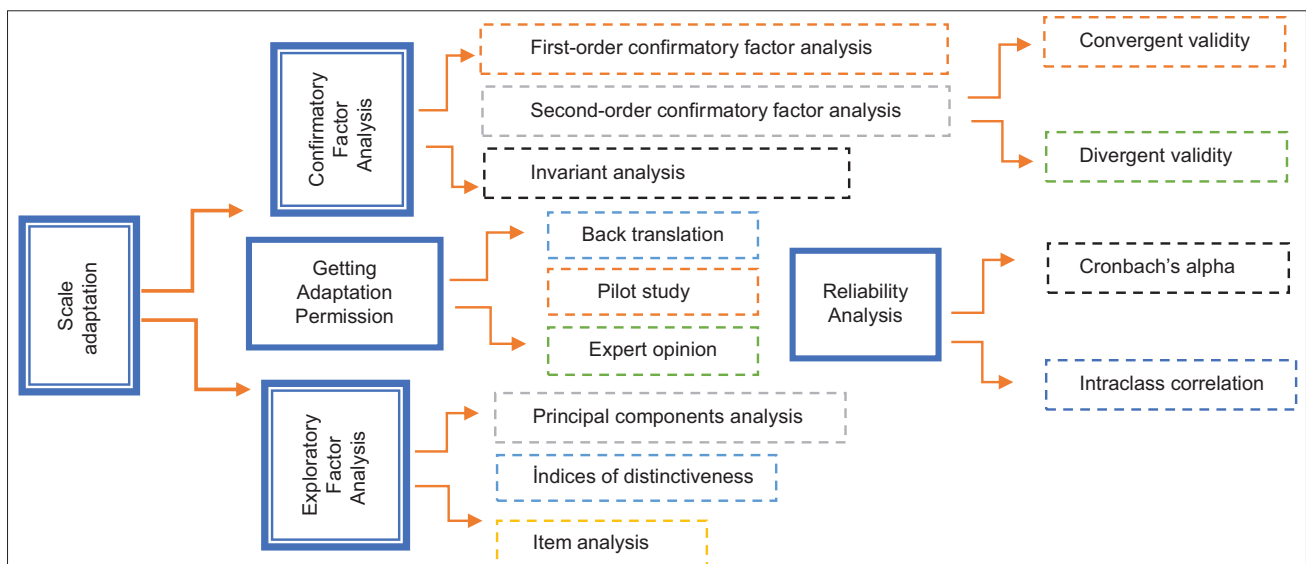 Scale
adaptation
Confirmatory
Factor
Analysis
First-order confirmatory factor analysis
Second-order confirmatory factor analysis
Invariant analysis
Convergent validity
Divergent validity
Getting
Adaptation
Permission
Back translation
Pilot study
Expert opinion
Reliability
Analysis
Cronbach's alpha
Intraclass correlation
Exploratory
Factor
Analysis
Principal components analysis
İndices of distinctiveness
Item analysis